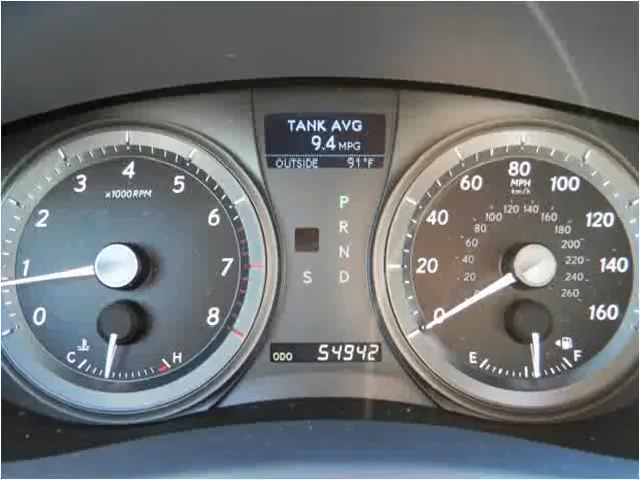 TANK AVG
9.4 MPG
OUTSIDE 91°F
0 1 2 3 4 5 6 7 8
x1000RPM
C H
P
R
N
S D
ODO 54942
0 20 40 60 80 100 120 140 160
MPH
km/h
0 20 40 60 80 100 120 140 160 180 200 220 240 260
E F